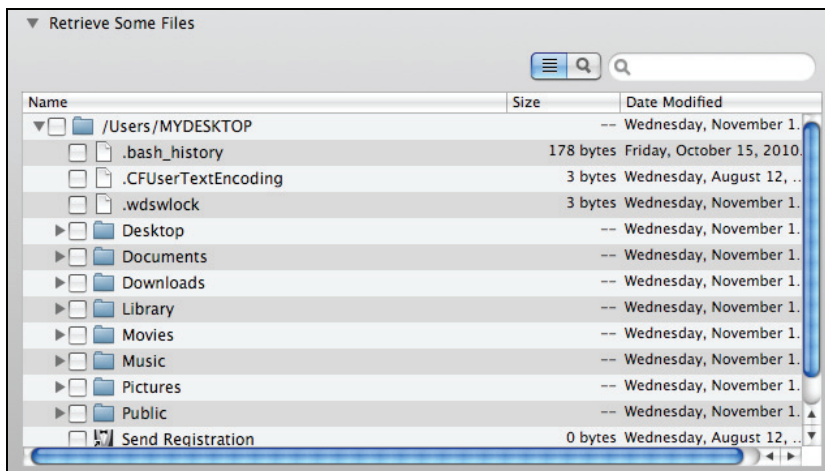 Retrieve Some Files
Name Size Date Modified
/Users/MYDESKTOP -- Wednesday, November 1.
.bash_history 178 bytes Friday, October 15, 2010.
.CFUserTextEncoding 3 bytes Wednesday, August 12, ..
.wdswlock 3 bytes Wednesday, November 1.
Desktop -- Wednesday, November 1.
Documents -- Wednesday, November 1.
Downloads -- Wednesday, November 1.
Library -- Wednesday, November 1.
Movies -- Wednesday, November 1.
Music -- Wednesday, November 1.
Pictures -- Wednesday, November 1.
Public -- Wednesday, November 1.
Send Registration 0 bytes Wednesday, August 12, ..